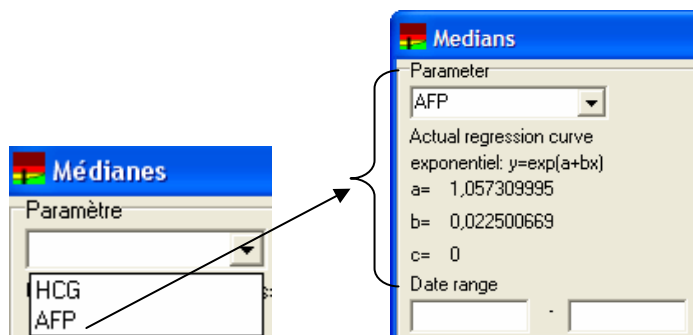 Médianes
Paramètre
HCG
AFP
Medians
Parameter
AFP
Actual regression curve
exponentiel: y=exp(a+bx)
a= 1,057309995
b= 0,022500669
c= 0
Date range
-